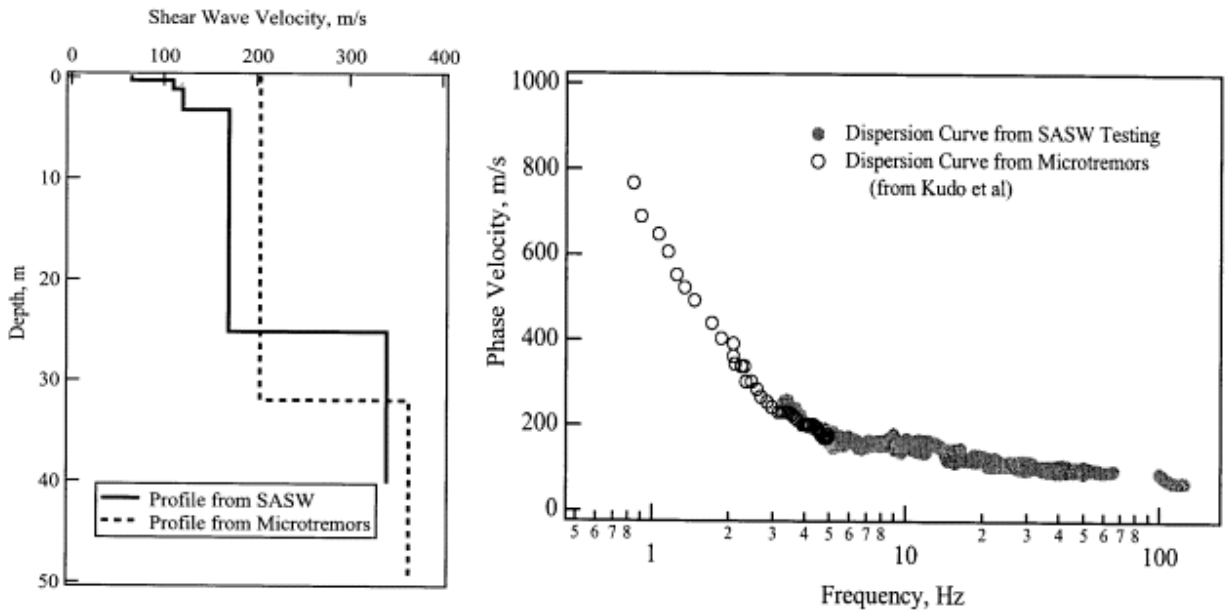 Shear Wave Velocity, m/s
0 100 200 300 400
0
10
20
30
40
50
Depth, m
Profile from SASW
Profile from Microtremors
1000
800
600
400
200
0
Phase Velocity, m/s
Dispersion Curve from SASW Testing
Dispersion Curve from Microtremors
(from Kudo et al)
5 6 7 8 2 3 4 5 6 7 8 2 3 4 5 6 7 8
1 10 100
Frequency, Hz